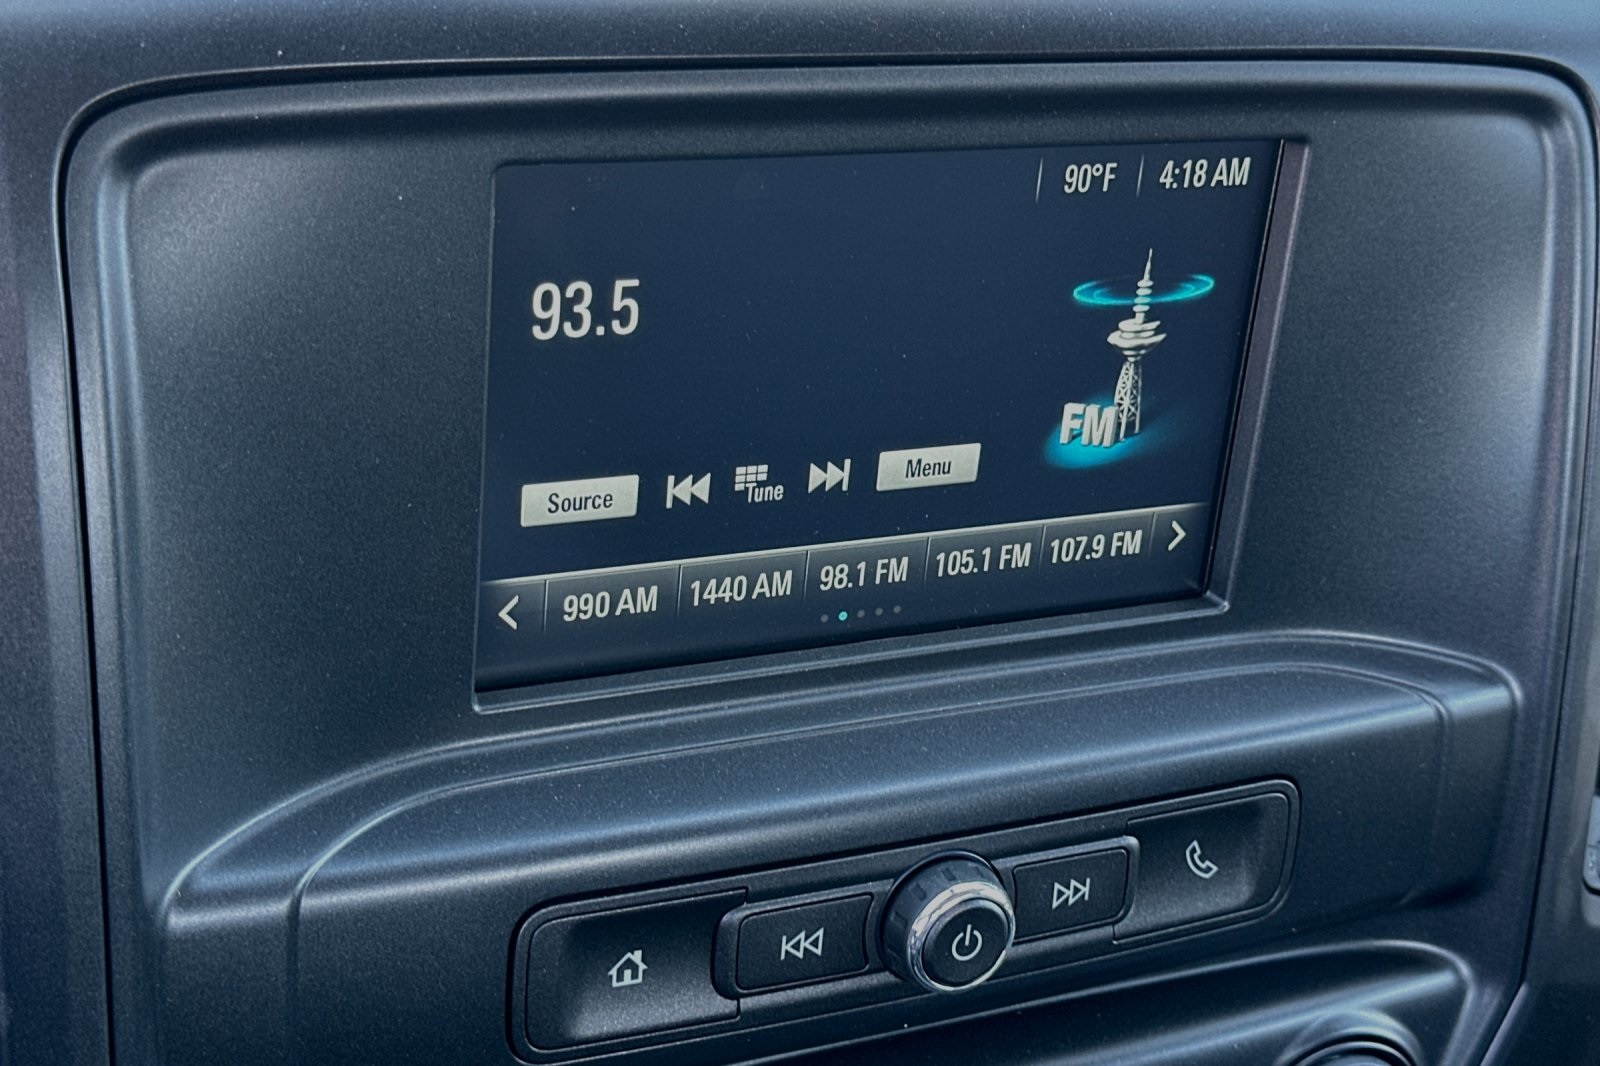 90°F 4:18 AM
93.5
FM
Source Tune Menu
990 AM 1440 AM 98.1 FM 105.1 FM 107.9 FM